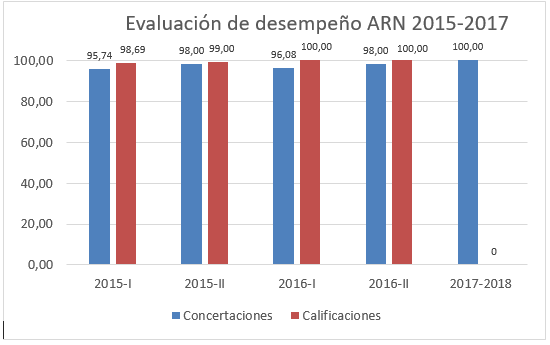 Evaluación de desempeño ARN 2015-2017
95,74 98,69 98,00 99,00 96,08 100,00 98,00 100,00 100,00
100,00
80,00
60,00
40,00
20,00
0,00
0
2015-I 2015-II 2016-I 2016-II 2017-2018
Concertaciones Calificaciones